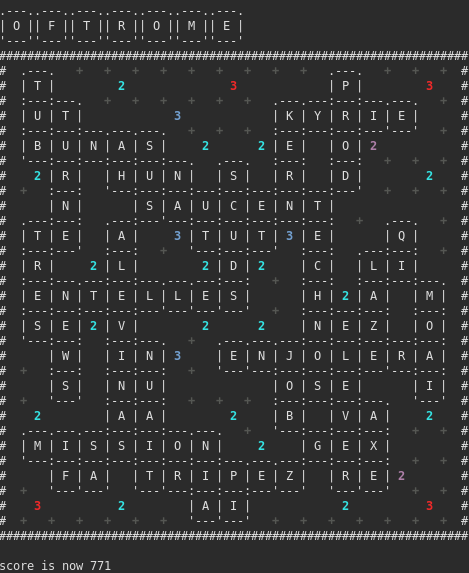 O F T R O M E
T 2 3 P 3
U T 3 K Y R I E
B U N A S 2 2 E O 2
2 R H U N S R D 2
N S A U C E N T
T E A 3 T U T 3 E Q
R 2 L 2 D 2 C L I
E N T E L L E S H 2 A M
S E 2 V 2 2 N E Z O
W I N 3 E N J O L E R A
S N U O S E I
2 A A 2 B V A 2
M I S S I O N 2 G E X
F A T R I P E Z R E 2
3 2 A I 2 3
score is now 771